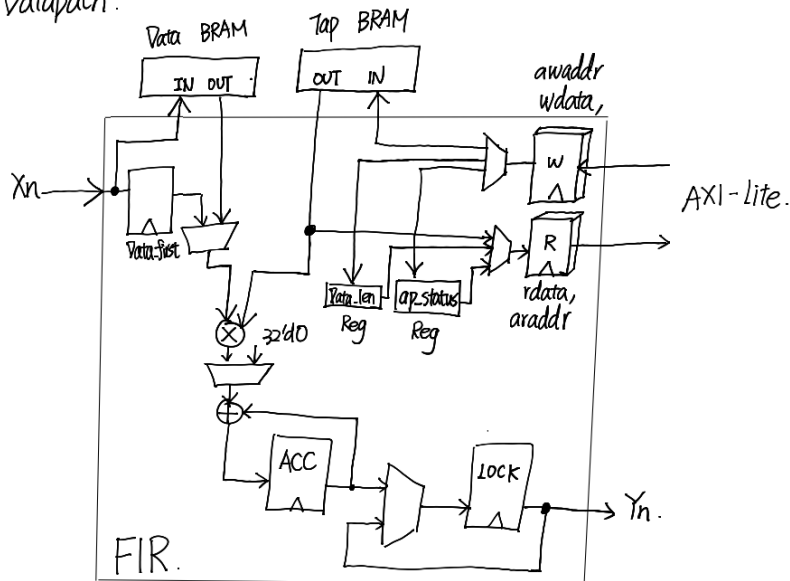 Datapath.
Data BRAM
IN OUT
Tap BRAM
OUT IN
awaddr
wdata,
W
Xn
Data_first
AXI-lite.
R
rdata,
araddr
Data_len
Reg
ap_status
Reg
32'd0
ACC
LOCK
Yn.
FIR.